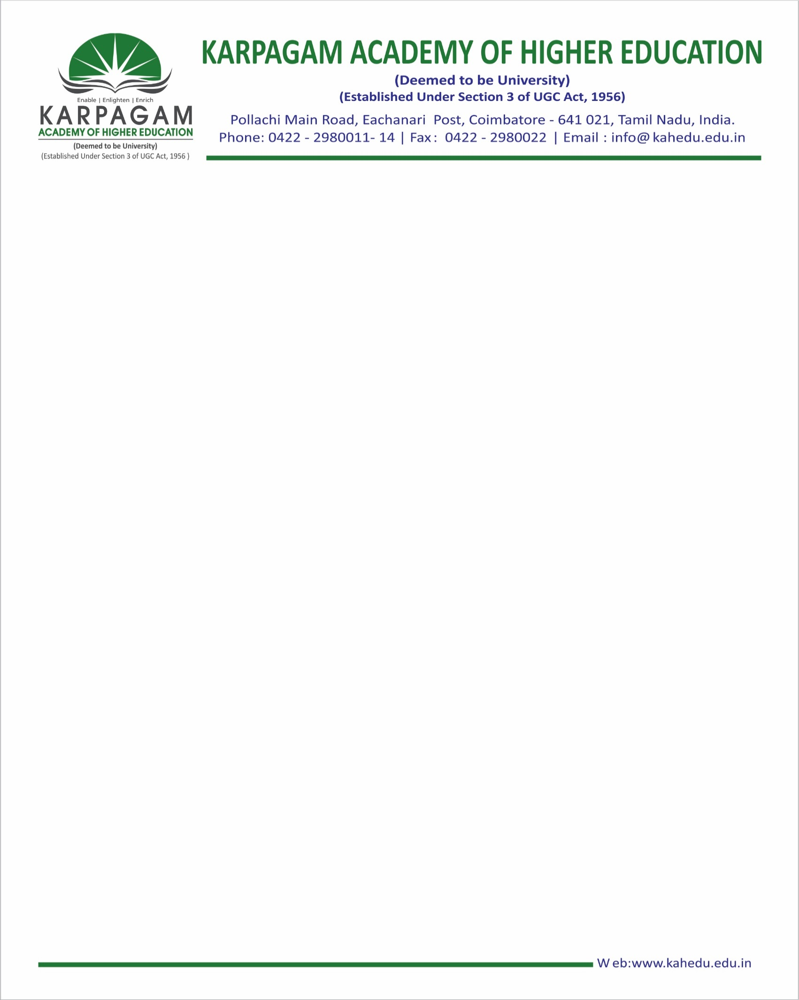 Enable | Enlighten | Enrich
KARPAGAM
ACADEMY OF HIGHER EDUCATION
(Deemed to be University)
(Established Under Section 3 of UGC Act, 1956 )
KARPAGAM ACADEMY OF HIGHER EDUCATION
(Deemed to be University)
(Established Under Section 3 of UGC Act, 1956)
Pollachi Main Road, Eachanari Post, Coimbatore - 641 021, Tamil Nadu, India.
Phone: 0422 - 2980011- 14 | Fax : 0422 - 2980022 | Email : info@ kahedu.edu.in
W eb:www.kahedu.edu.in